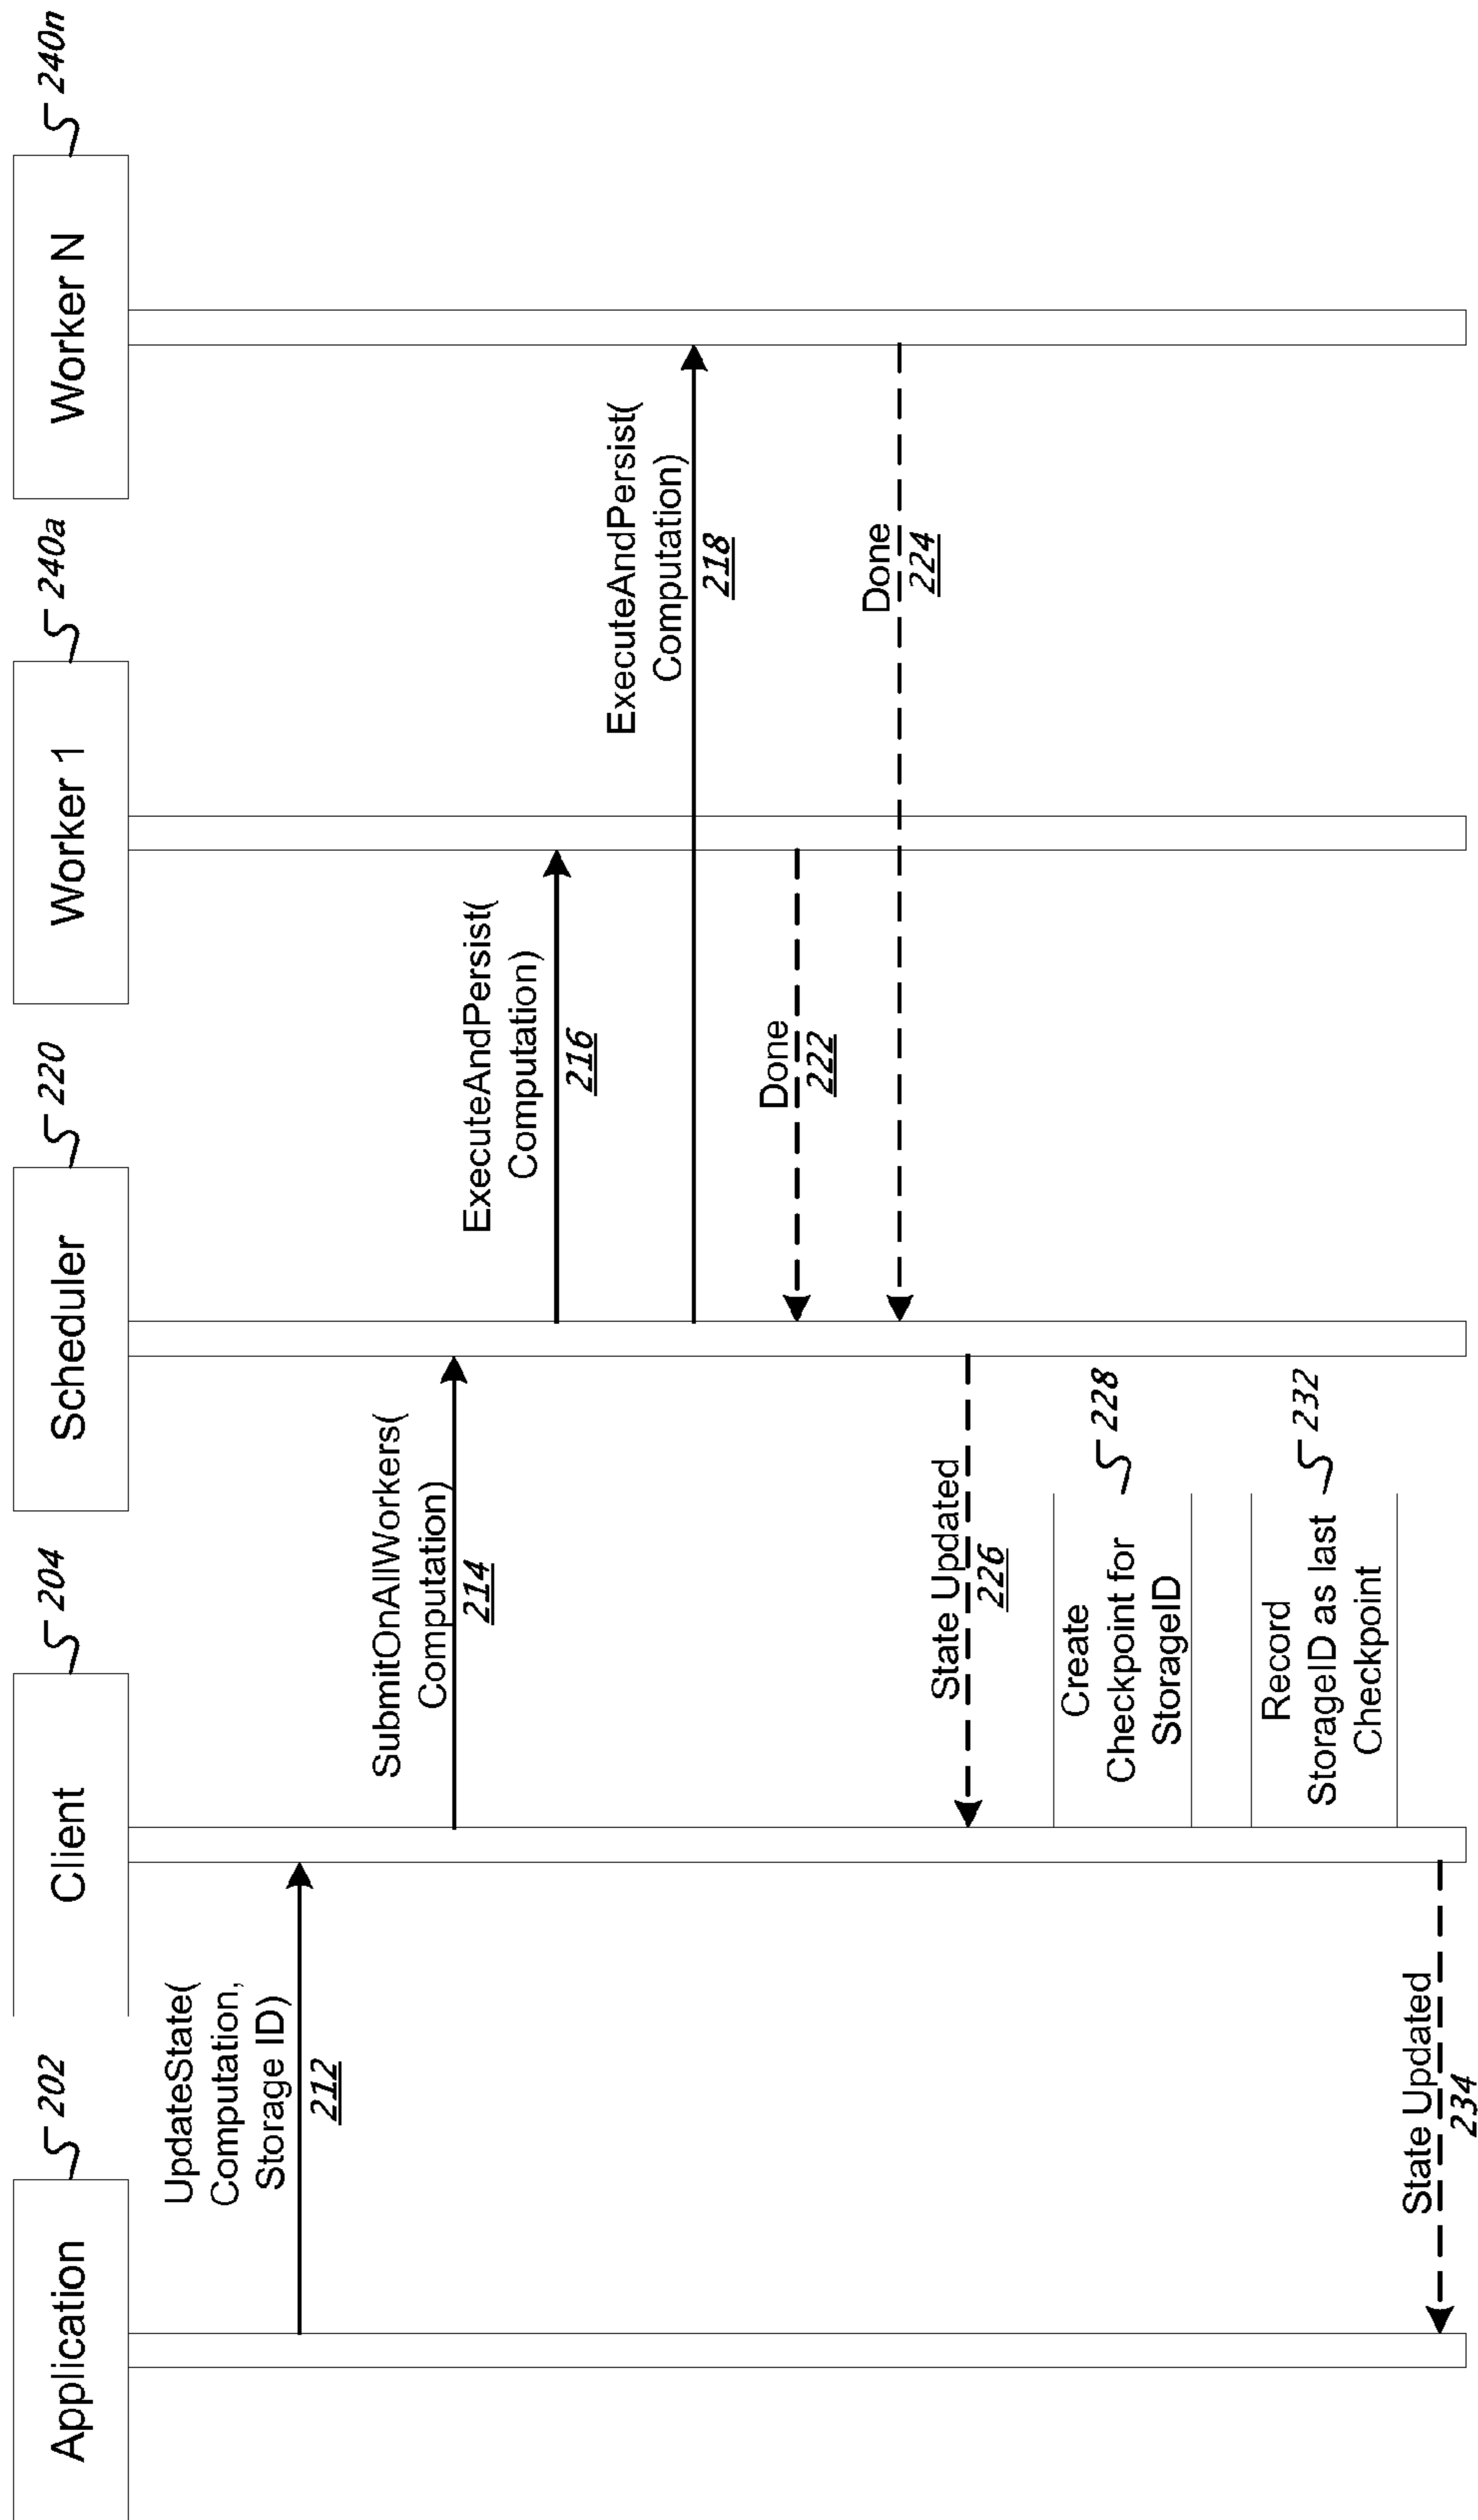 Application
202
Client
204
Scheduler
220
Worker 1
240a
Worker N
240n
UpdateState(
Computation,
Storage ID)
212
SubmitOnAllWorkers(
Computation)
214
ExecuteAndPersist(
Computation)
216
ExecuteAndPersist(
Computation)
218
Done
222
Done
224
State Updated
226
Create
Checkpoint for
StorageID
228
Record
StorageID as last
Checkpoint
232
State Updated
234